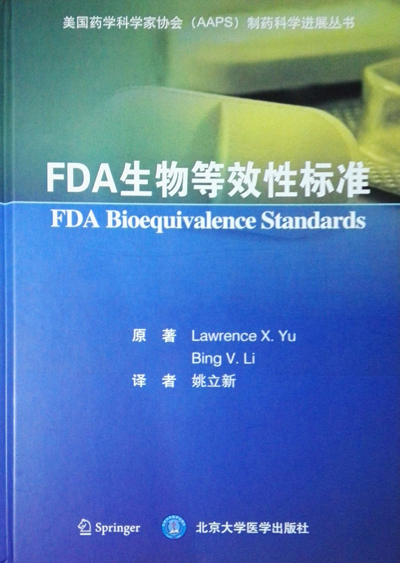 美国药学科学家协会（AAPS）制药科学进展丛书
FDA生物等效性标准
FDA Bioequivalence Standards
原 著 Lawrence X. Yu
Bing V. Li
译 者 姚立新
Springer 北京大学医学出版社